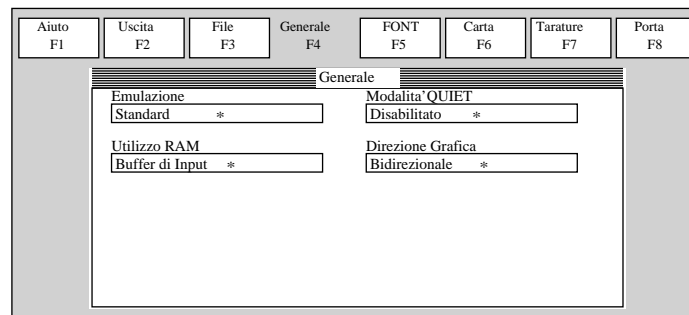 Aiuto Uscita File Generale FONT Carta Tarature Porta
F1 F2 F3 F4 F5 F6 F7 F8
Generale
Emulazione Modalita'QUIET
Standard * Disabilitato *
Utilizzo RAM Direzione Grafica
Buffer di Input * Bidirezionale *